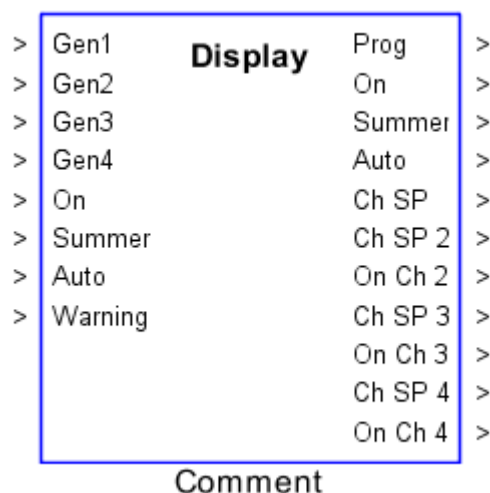 > Gen1 Display Prog >
> Gen2 On >
> Gen3 Summer >
> Gen4 Auto >
> On Ch SP >
> Summer Ch SP 2 >
> Auto On Ch 2 >
> Warning Ch SP 3 >
On Ch 3 >
Ch SP 4 >
On Ch 4 >
Comment